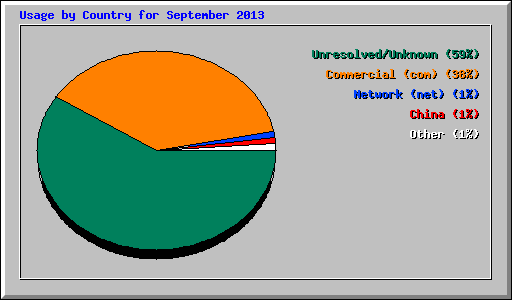 Usage by Country for September 2013
Unresolved/Unknown (59%)
Commercial (com) (38%)
Network (net) (1%)
China (1%)
Other (1%)